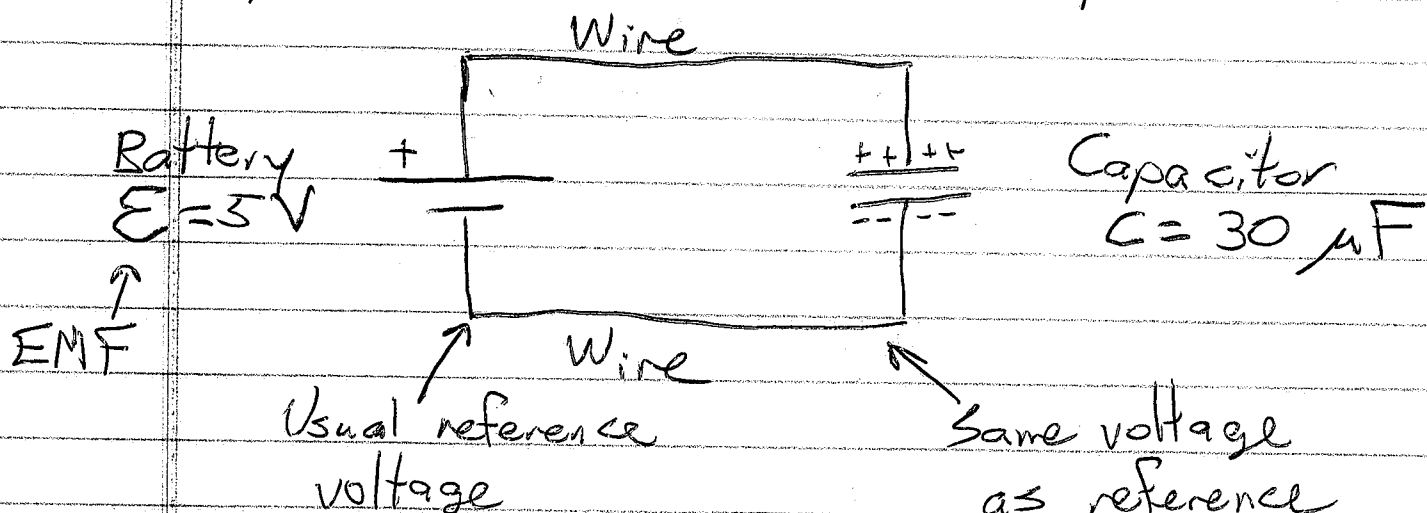 Wire
Battery
+
ℰ = 5 V
++ ++
-- --
Capacitor
C = 30 μF
EMF
Wire
Usual reference
voltage
Same voltage
as reference